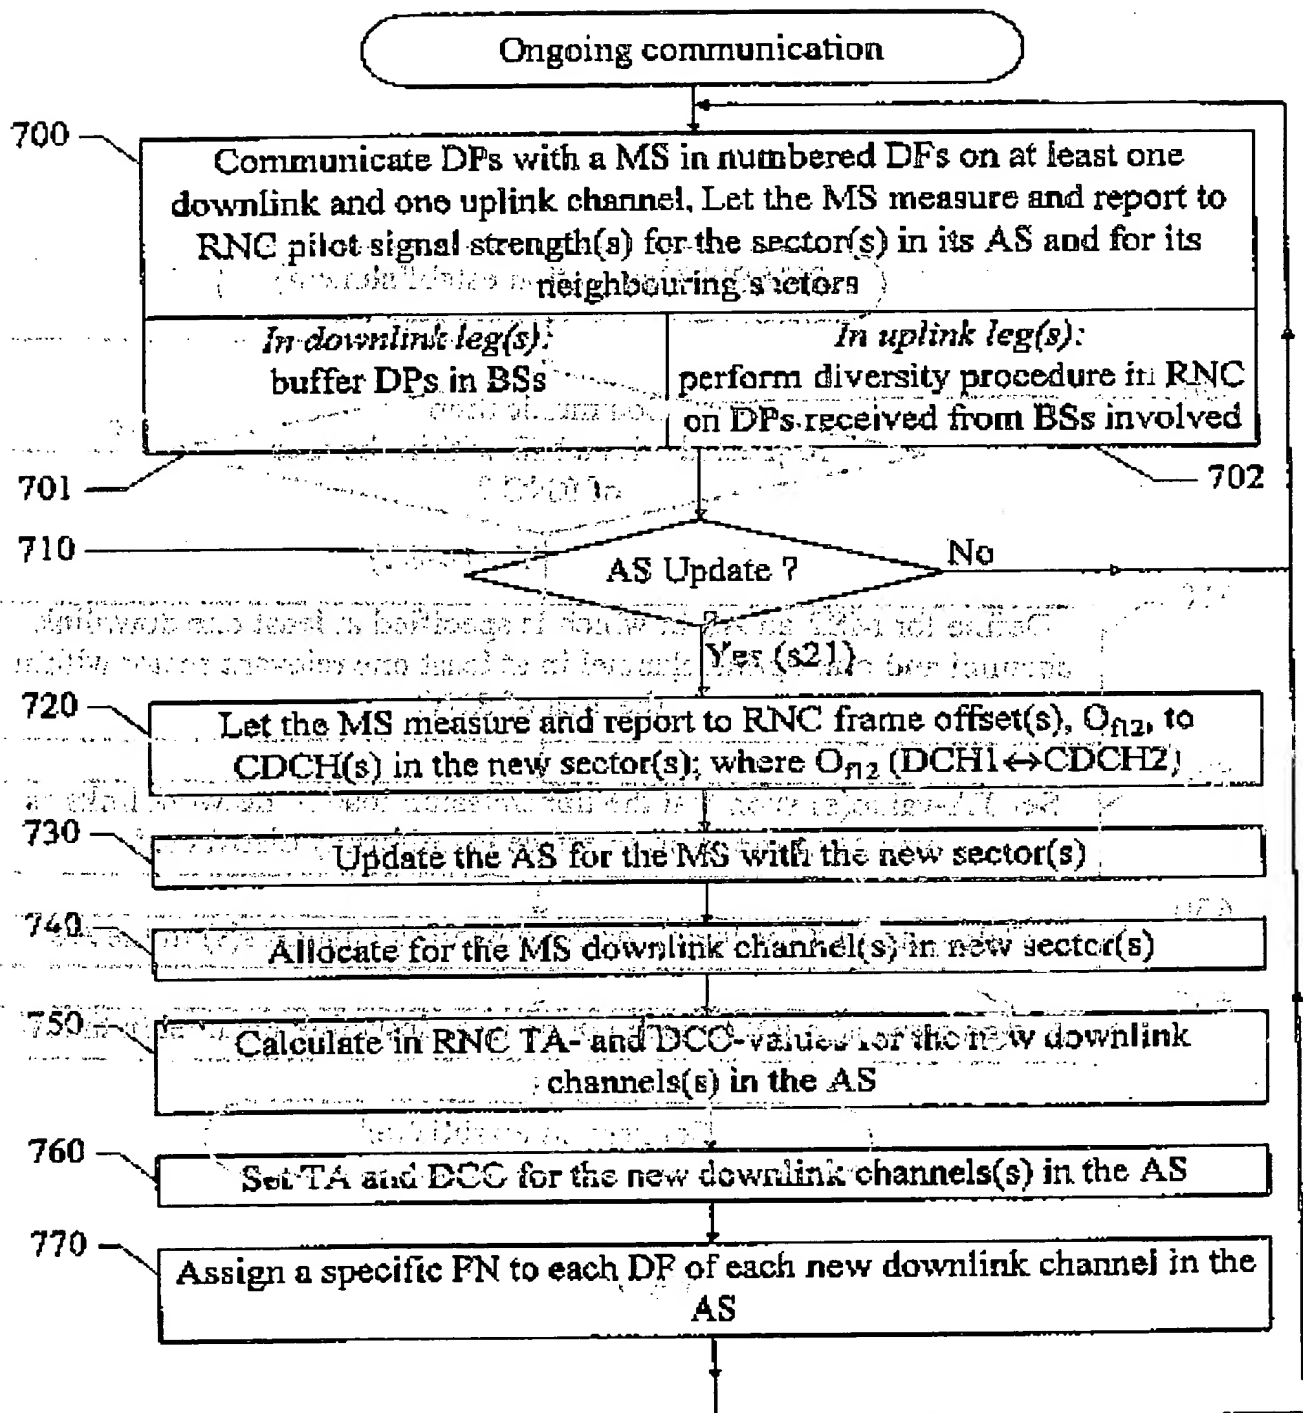 Ongoing communication
700
Communicate DPs with a MS in numbered DFs on at least one
downlink and one uplink channel. Let the MS measure and report to
RNC pilot signal strength(s) for the sector(s) in its AS and for its
neighbouring sectors
In downlink leg(s):
buffer DPs in BSs
In uplink leg(s):
perform diversity procedure in RNC
on DPs received from BSs involved
701
702
710
AS Update ?
No
Yes (s21)
720
Let the MS measure and report to RNC frame offset(s), Of12, to
CDCH(s) in the new sector(s); where Of12 (DCH1↔CDCH2)
730
Update the AS for the MS with the new sector(s)
740
Allocate for the MS downlink channel(s) in new sector(s)
750
Calculate in RNC TA- and DCC-values for the new downlink
channels(s) in the AS
760
Set TA and DCC for the new downlink channels(s) in the AS
770
Assign a specific FN to each DF of each new downlink channel in the
AS